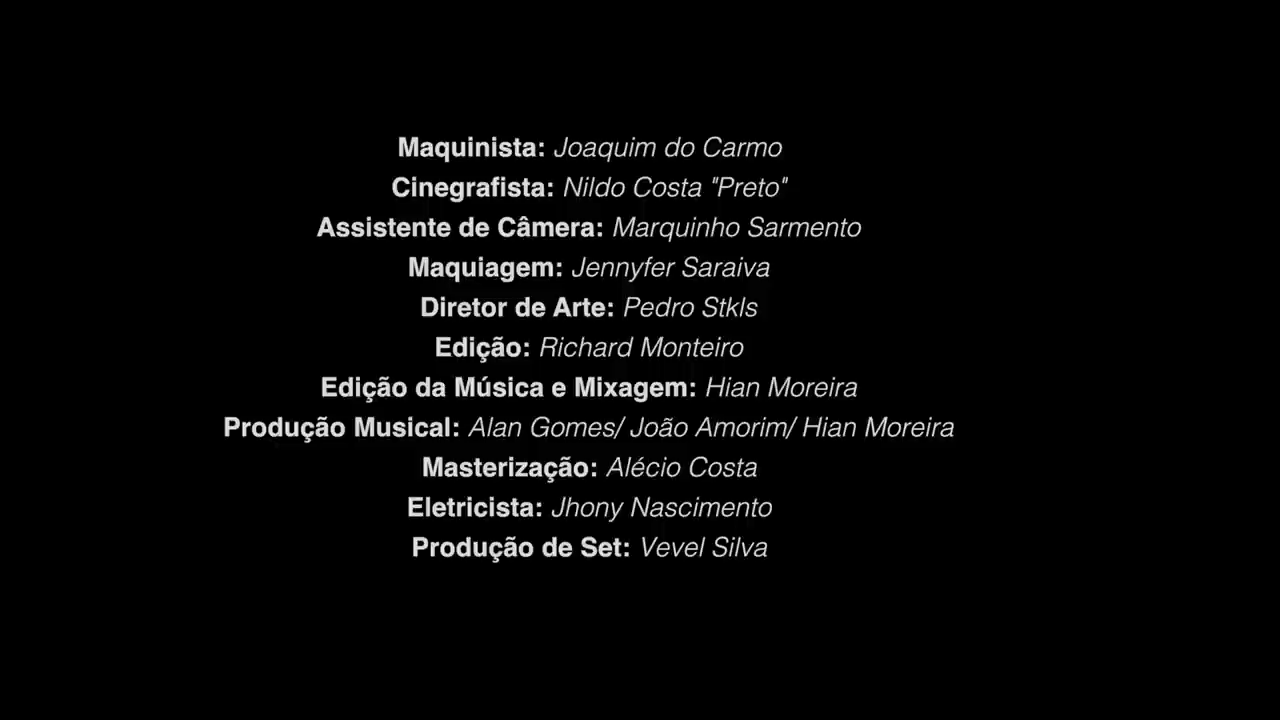 Maquinista: Joaquim do Carmo
Cinegrafista: Nildo Costa "Preto"
Assistente de Câmera: Marquinho Sarmento
Maquiagem: Jennyfer Saraiva
Diretor de Arte: Pedro Stkls
Edição: Richard Monteiro
Edição da Música e Mixagem: Hian Moreira
Produção Musical: Alan Gomes/ João Amorim/ Hian Moreira
Masterização: Alécio Costa
Eletricista: Jhony Nascimento
Produção de Set: Vevel Silva